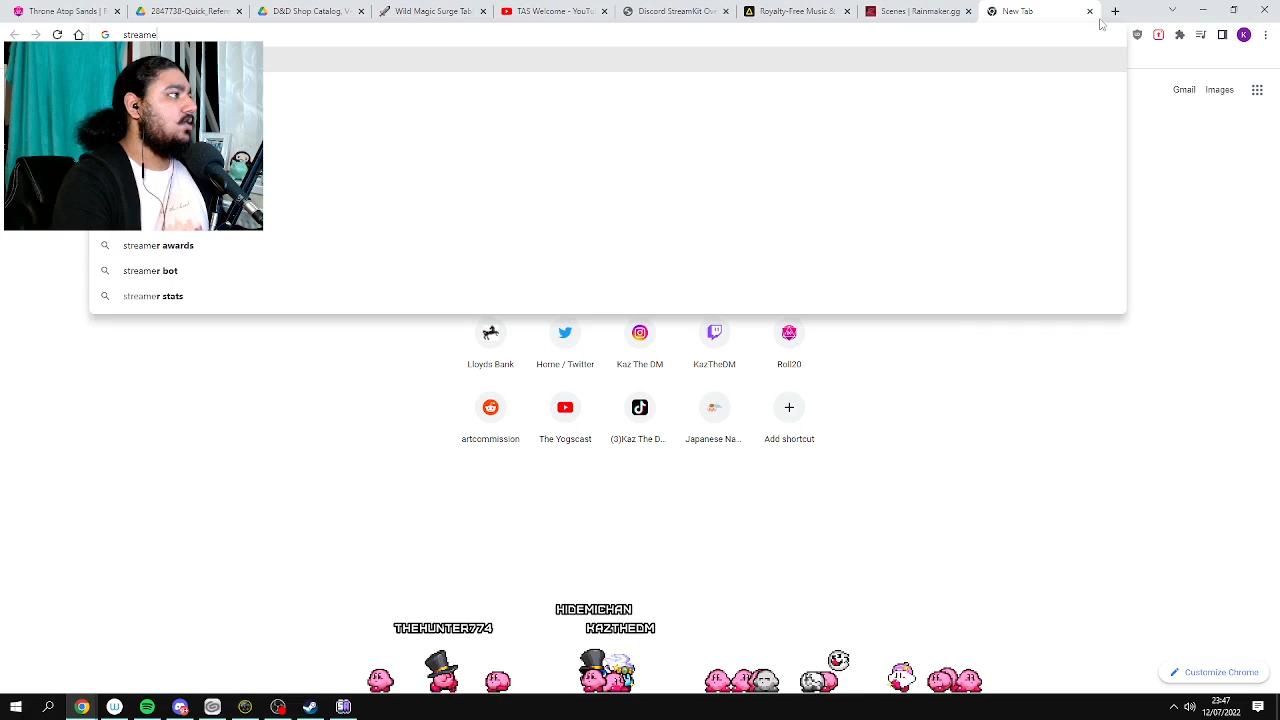 Throne Atop Sands | R
2847738-Quick_Refere
D&D Shop Catalog, V-
Wild Magic Surge Tab
TAS Welcome - YouTu
Discord StreamKit Ove
Royalty-Free Music &
Scenes | Rainmaker.gg
New Tab
streame
Gmail
Images
streamer awards
streamer bot
streamer stats
Lloyds Bank
Home / Twitter
Kaz The DM
KazTheDM
Roll20
artcommission
The Yogscast
(3)Kaz The D...
Japanese Na...
Add shortcut
HIDEMICHAN
THEHUNTER774
KAZTHEDM
Customize Chrome
23:47
12/07/2022